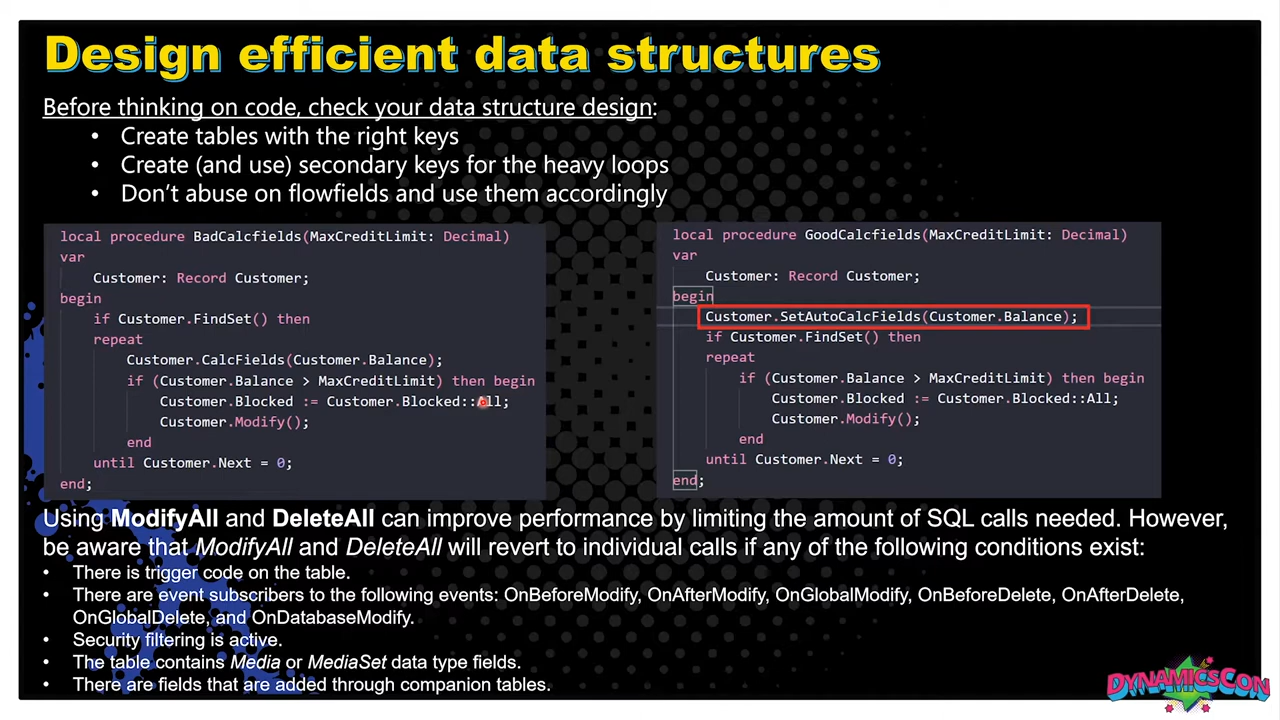 Design efficient data structures
Before thinking on code, check your data structure design:
• Create tables with the right keys
• Create (and use) secondary keys for the heavy loops
• Don't abuse on flowfields and use them accordingly
local procedure BadCalcfields(MaxCreditLimit: Decimal)
var
Customer: Record Customer;
begin
if Customer.FindSet() then
repeat
Customer.CalcFields(Customer.Balance);
if (Customer.Balance > MaxCreditLimit) then begin
Customer.Blocked := Customer.Blocked::All;
Customer.Modify();
end
until Customer.Next = 0;
end;
local procedure GoodCalcfields(MaxCreditLimit: Decimal)
var
Customer: Record Customer;
begin
Customer.SetAutoCalcFields(Customer.Balance);
if Customer.FindSet() then
repeat
if (Customer.Balance > MaxCreditLimit) then begin
Customer.Blocked := Customer.Blocked::All;
Customer.Modify();
end
until Customer.Next = 0;
end;
Using ModifyAll and DeleteAll can improve performance by limiting the amount of SQL calls needed. However,
be aware that ModifyAll and DeleteAll will revert to individual calls if any of the following conditions exist:
• There is trigger code on the table.
• There are event subscribers to the following events: OnBeforeModify, OnAfterModify, OnGlobalModify, OnBeforeDelete, OnAfterDelete,
OnGlobalDelete, and OnDatabaseModify.
• Security filtering is active.
• The table contains Media or MediaSet data type fields.
• There are fields that are added through companion tables.
DYNAMICSCON